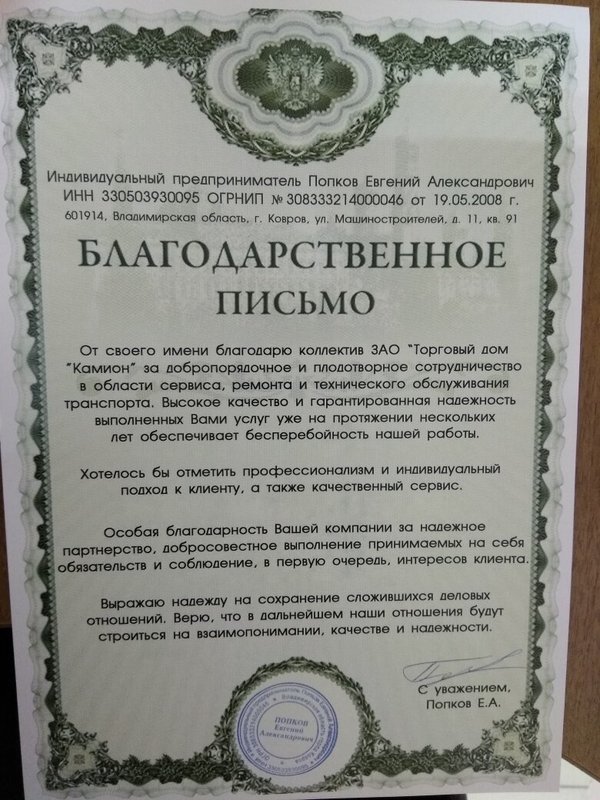 Индивидуальный предприниматель Попков Евгений Александрович
ИНН 330503930095 ОГРНИП № 308333214000046 от 19.05.2008 г.
601914, Владимирская область, г. Ковров, ул. Машиностроителей, д. 11, кв. 91
БЛАГОДАРСТВЕННОЕ
ПИСЬМО
От своего имени благодарю коллектив ЗАО "Торговый дом
"Камион" за добропорядочное и плодотворное сотрудничество
в области сервиса, ремонта и технического обслуживания
транспорта. Высокое качество и гарантированная надежность
выполненных Вами услуг уже на протяжении нескольких
лет обеспечивает бесперебойность нашей работы.
Хотелось бы отметить профессионализм и индивидуальный
подход к клиенту, а также качественный сервис.
Особая благодарность Вашей компании за надежное
партнерство, добросовестное выполнение принимаемых на себя
обязательств и соблюдение, в первую очередь, интересов клиента.
Выражаю надежду на сохранение сложившихся деловых
отношений. Верю, что в дальнейшем наши отношения будут
строиться на взаимопонимании, качестве и надежности.
С уважением,
Попков Е.А.
ПОПКОВ
Евгений
Александрович